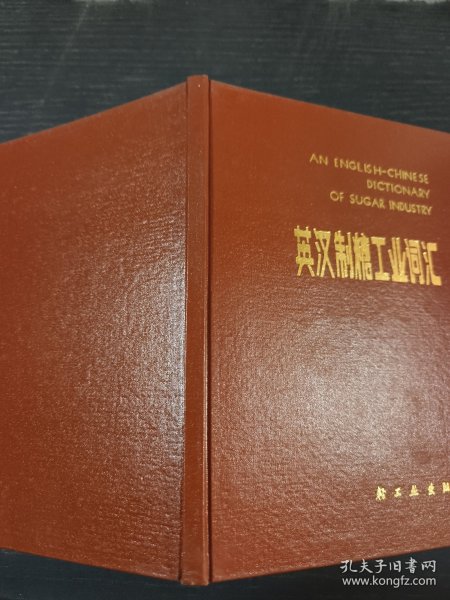 AN ENGLISH-CHINESE
DICTIONARY
OF SUGAR INDUSTRY
英汉制糖工业词汇
轻工业出版
孔夫子旧书网
www.kongfz.com